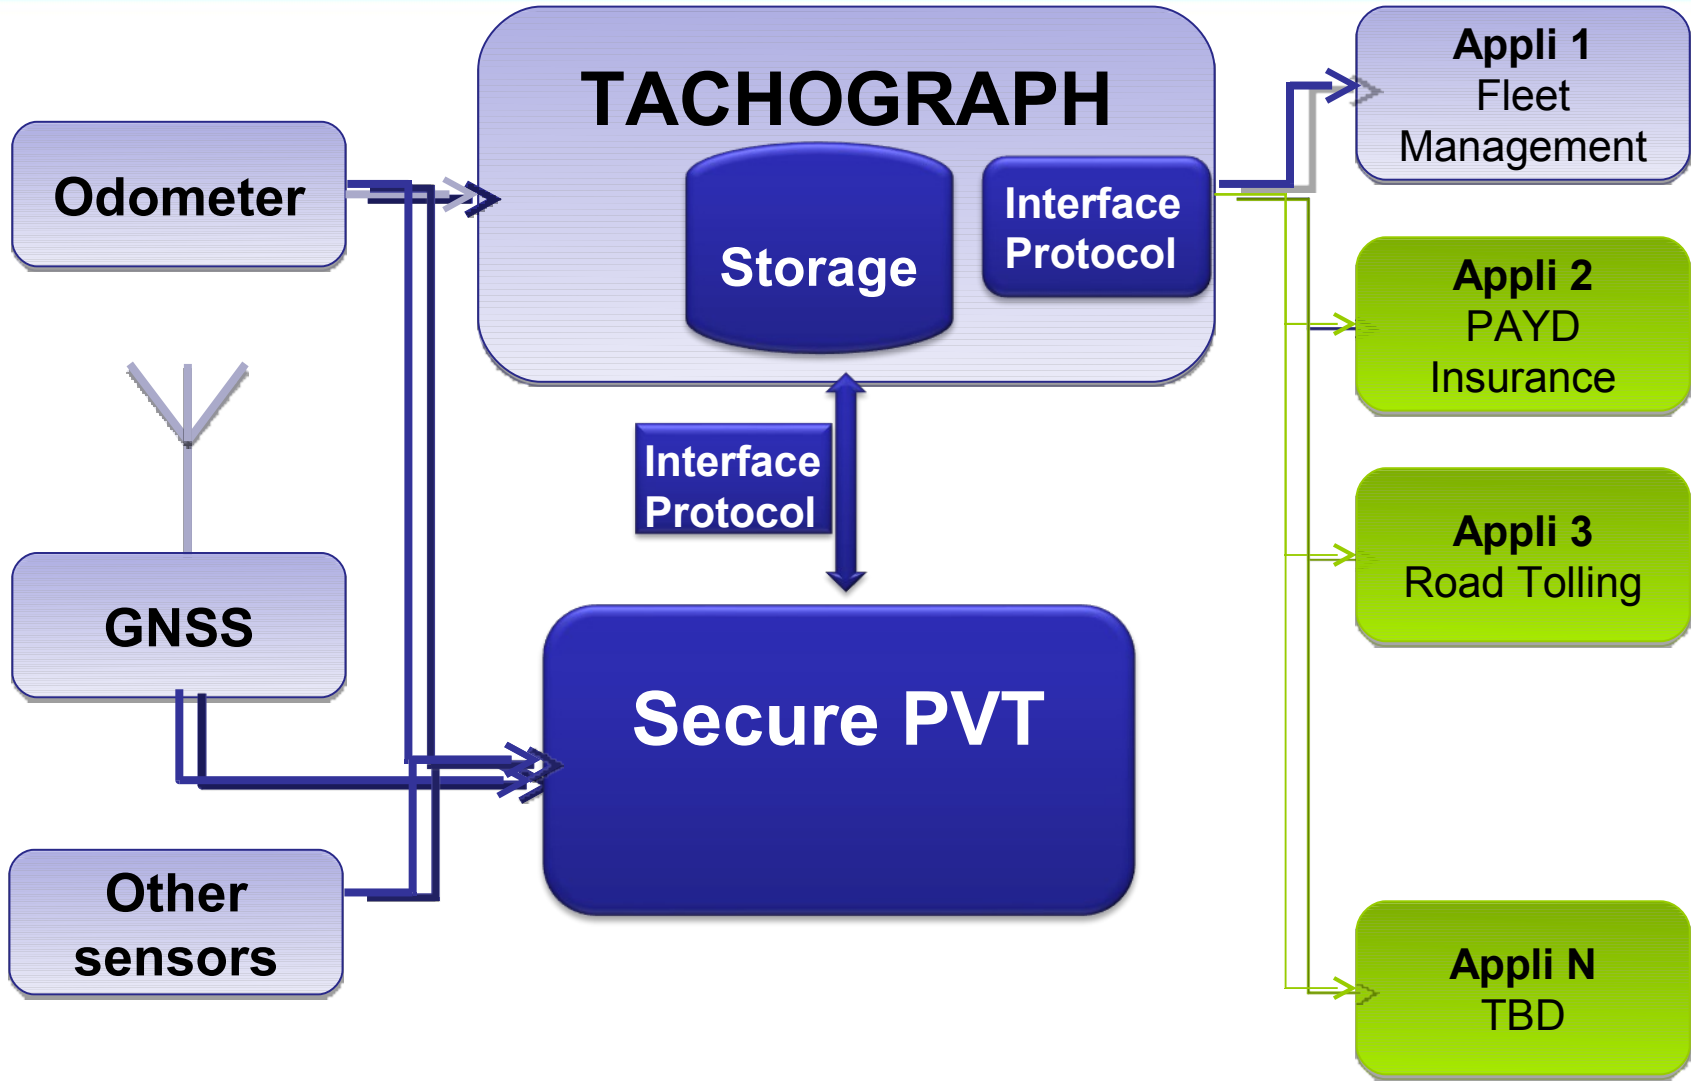 TACHOGRAPH
Storage
Interface
Protocol
Odometer
GNSS
Other
sensors
Interface
Protocol
Secure PVT
Appli 1
Fleet
Management
Appli 2
PAYD
Insurance
Appli 3
Road Tolling
Appli N
TBD